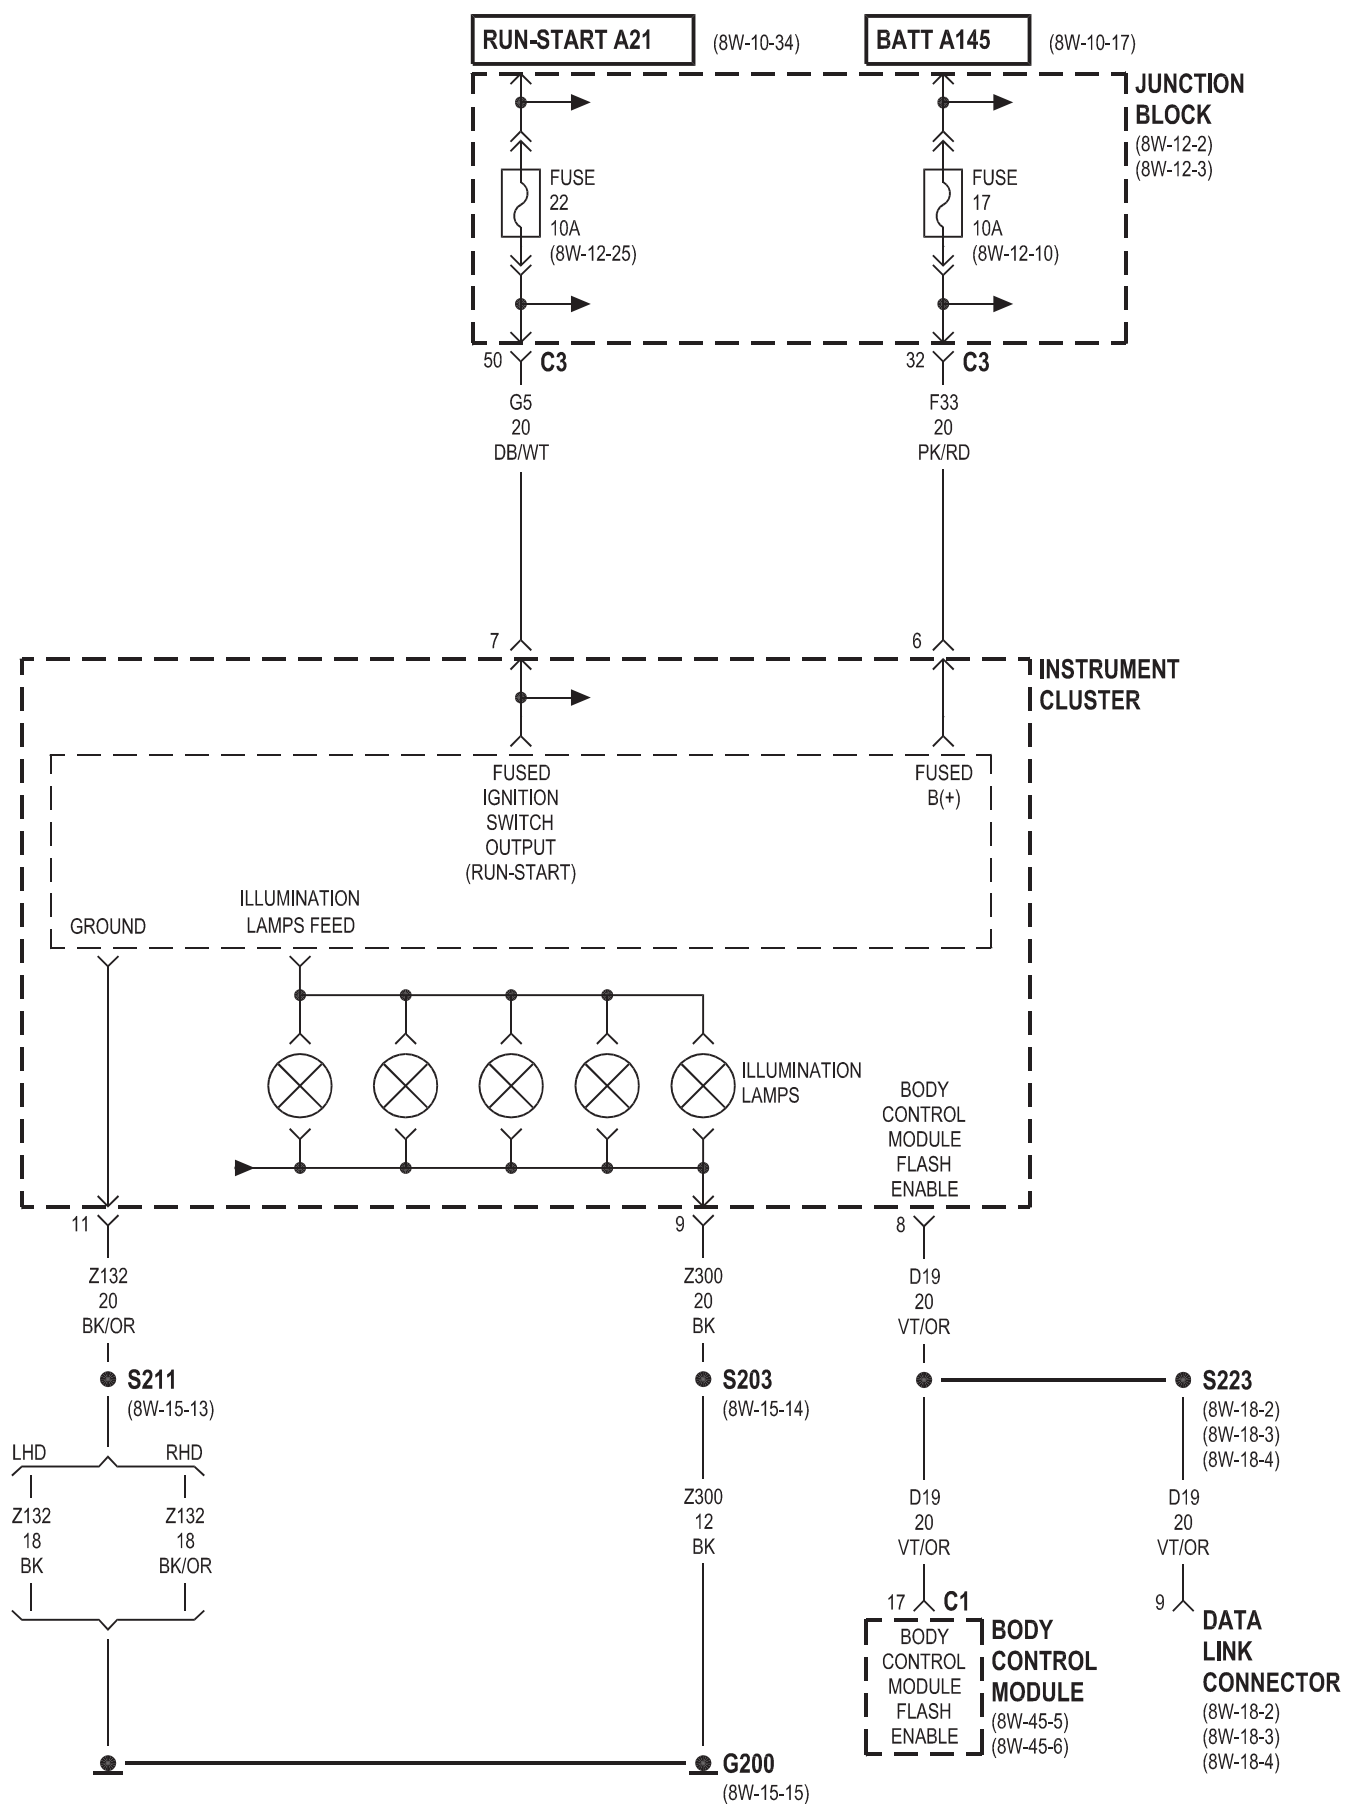 RUN-START A21
(8W-10-34)
BATT A145
(8W-10-17)
JUNCTION
BLOCK
(8W-12-2)
(8W-12-3)
FUSE
22
10A
(8W-12-25)
FUSE
17
10A
(8W-12-10)
50
C3
32
C3
G5
20
DB/WT
F33
20
PK/RD
7
6
INSTRUMENT
CLUSTER
FUSED
IGNITION
SWITCH
OUTPUT
(RUN-START)
FUSED
B(+)
GROUND
ILLUMINATION
LAMPS FEED
ILLUMINATION
LAMPS
BODY
CONTROL
MODULE
FLASH
ENABLE
11
9
8
Z132
20
BK/OR
Z300
20
BK
D19
20
VT/OR
S211
(8W-15-13)
S203
(8W-15-14)
S223
(8W-18-2)
(8W-18-3)
(8W-18-4)
LHD
RHD
Z132
18
BK
Z132
18
BK/OR
Z300
12
BK
D19
20
VT/OR
D19
20
VT/OR
17
C1
9
BODY
CONTROL
MODULE
FLASH
ENABLE
BODY
CONTROL
MODULE
(8W-45-5)
(8W-45-6)
DATA
LINK
CONNECTOR
(8W-18-2)
(8W-18-3)
(8W-18-4)
G200
(8W-15-15)